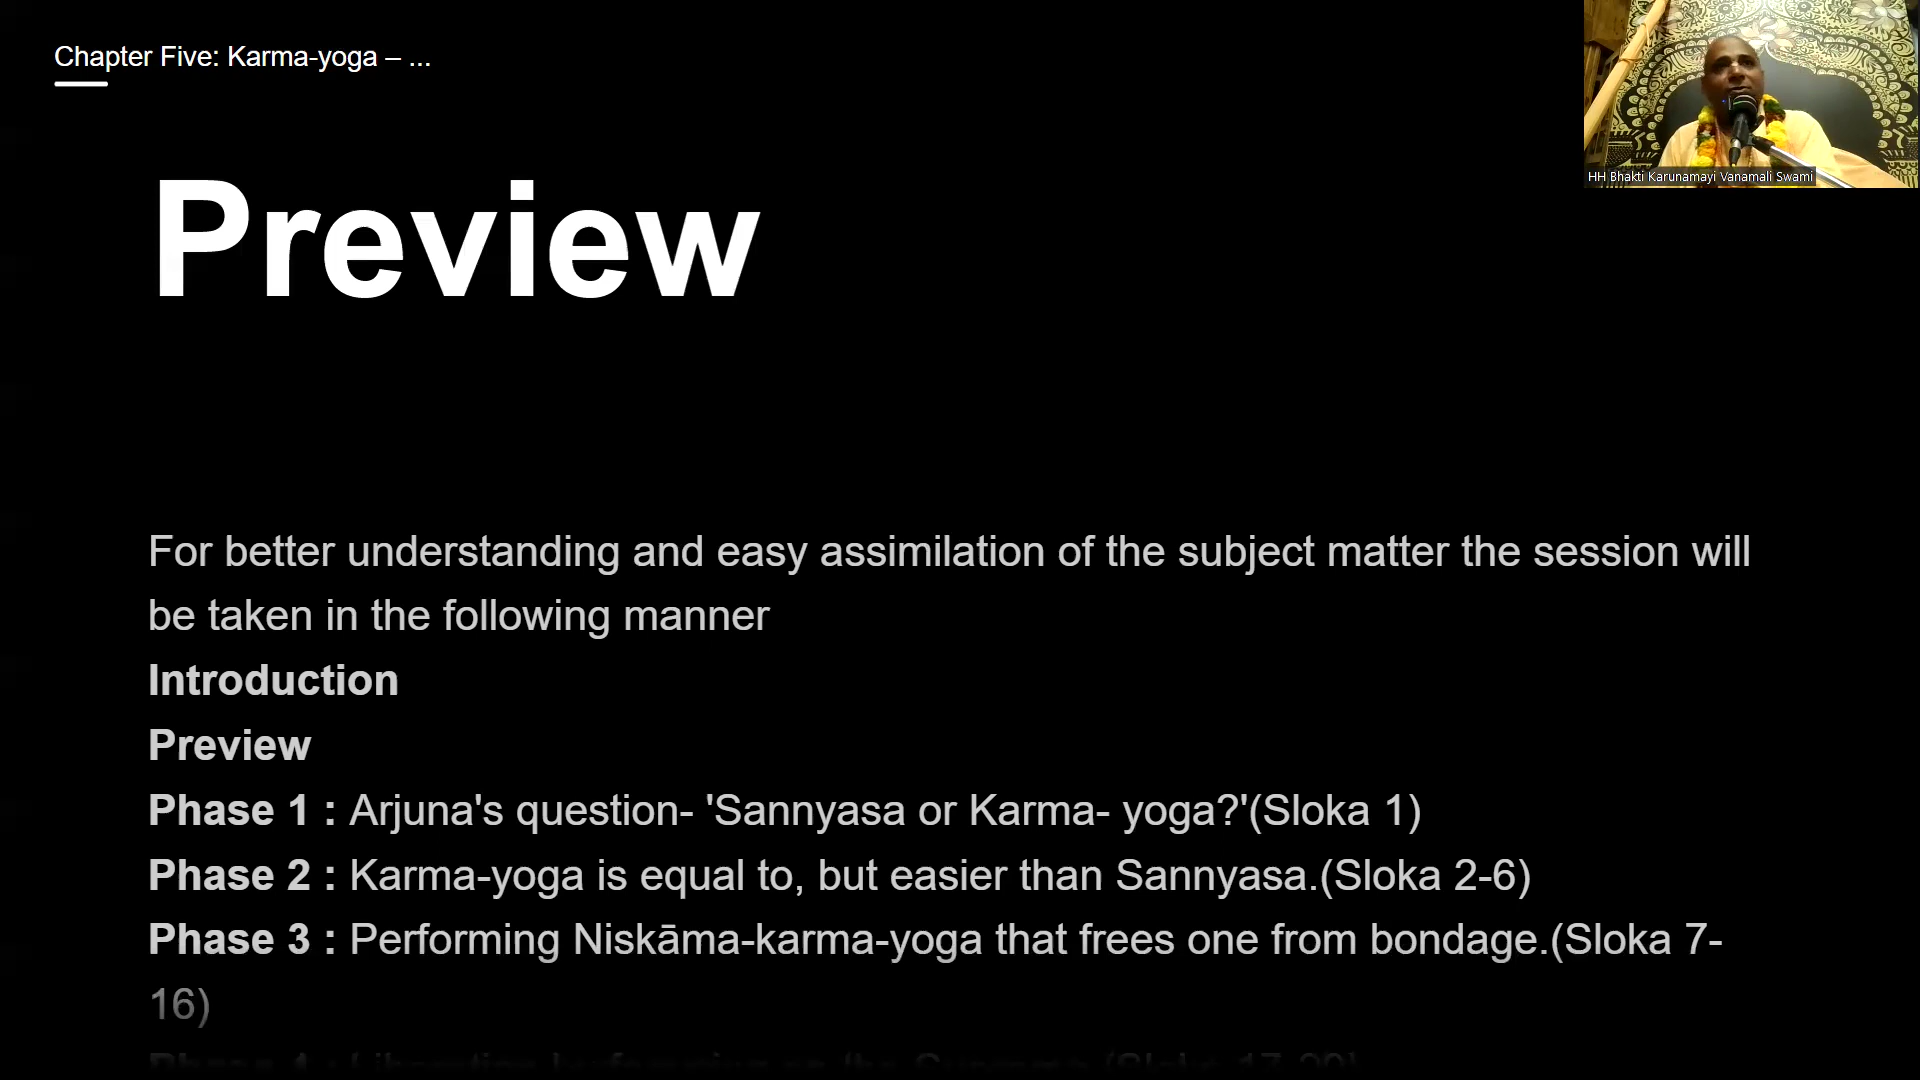 Chapter Five: Karma-yoga – ...
HH Bhakti Karunamayi Vanamali Swami
Preview
For better understanding and easy assimilation of the subject matter the session will
be taken in the following manner
Introduction
Preview
Phase 1 : Arjuna's question- 'Sannyasa or Karma- yoga?'(Sloka 1)
Phase 2 : Karma-yoga is equal to, but easier than Sannyasa.(Sloka 2-6)
Phase 3 : Performing Niskāma-karma-yoga that frees one from bondage.(Sloka 7-
16)